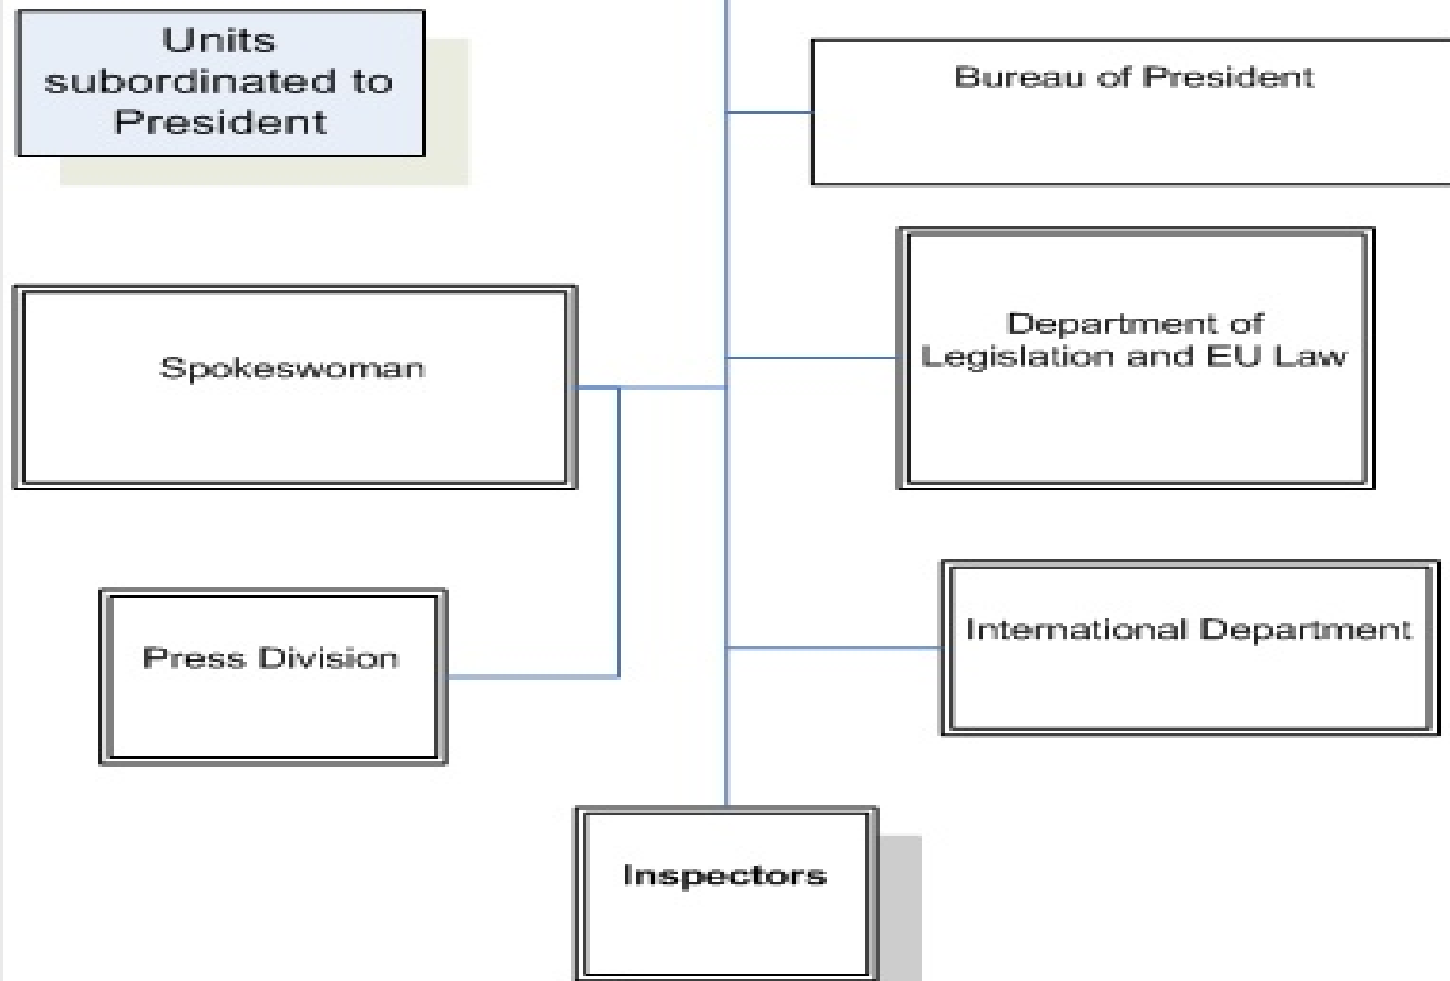 Units
subordinated to
President
Bureau of President
Department of
Legislation and EU Law
Spokeswoman
International Department
Press Division
Inspectors